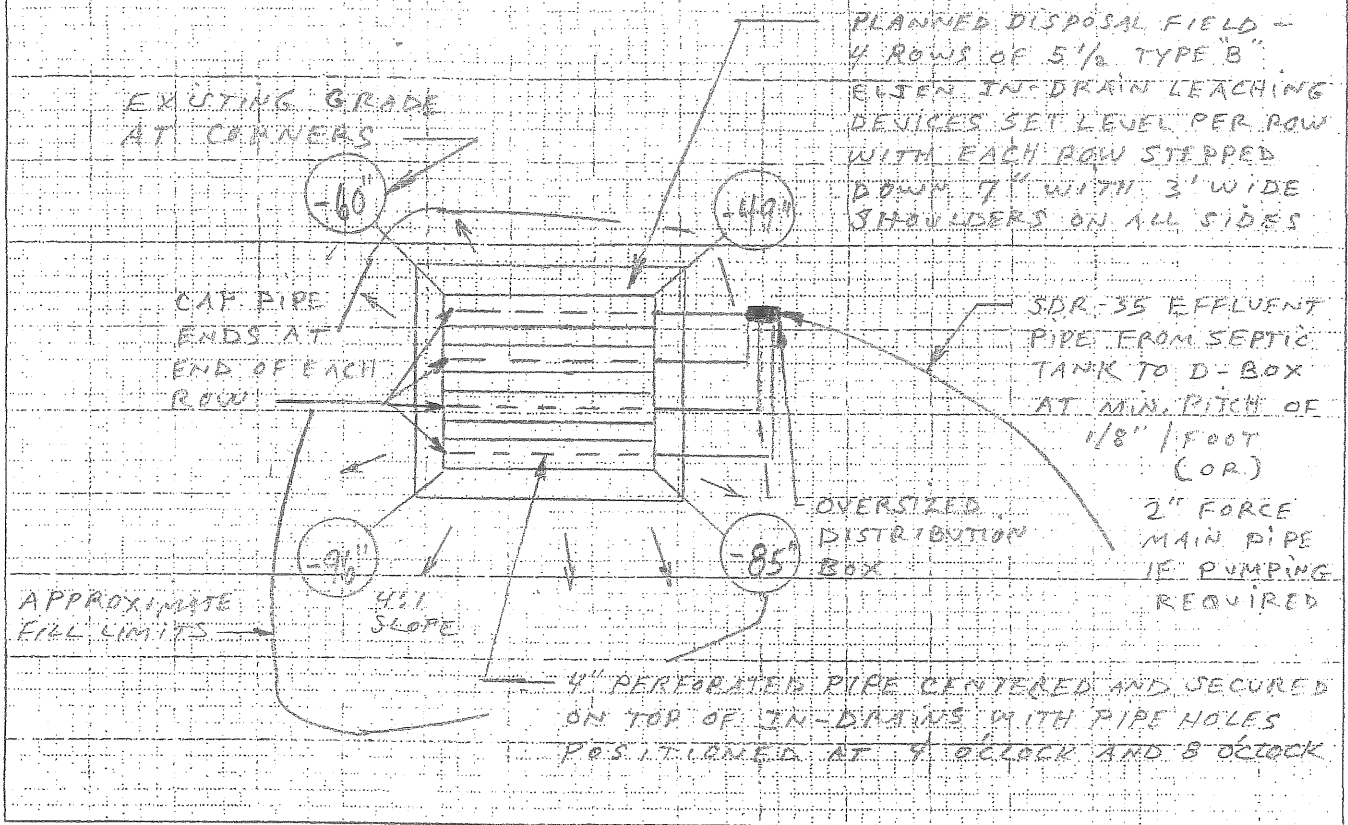 PLANNED DISPOSAL FIELD -
4 ROWS OF 5 1/2 TYPE "B"
ELJEN IN-DRAIN LEACHING
DEVICES SET LEVEL PER ROW
WITH EACH ROW STEPPED
DOWN 7" WITH 3' WIDE
SHOULDERS ON ALL SIDES
EXISTING GRADE
AT CORNERS
-60"
-49"
CAP PIPE
ENDS AT
END OF EACH
ROW
SDR-35 EFFLUENT
PIPE FROM SEPTIC
TANK TO D-BOX
AT MIN. PITCH OF
1/8" / FOOT
(OR)
2" FORCE
MAIN PIPE
IF PUMPING
REQUIRED
OVERSIZED
DISTRIBUTION
BOX
-96"
-85"
4:1
SLOPE
APPROXIMATE
FILL LIMITS
4" PERFORATED PIPE CENTERED AND SECURED
ON TOP OF IN-DRAINS WITH PIPE HOLES
POSITIONED AT 4 O'CLOCK AND 8 O'CLOCK